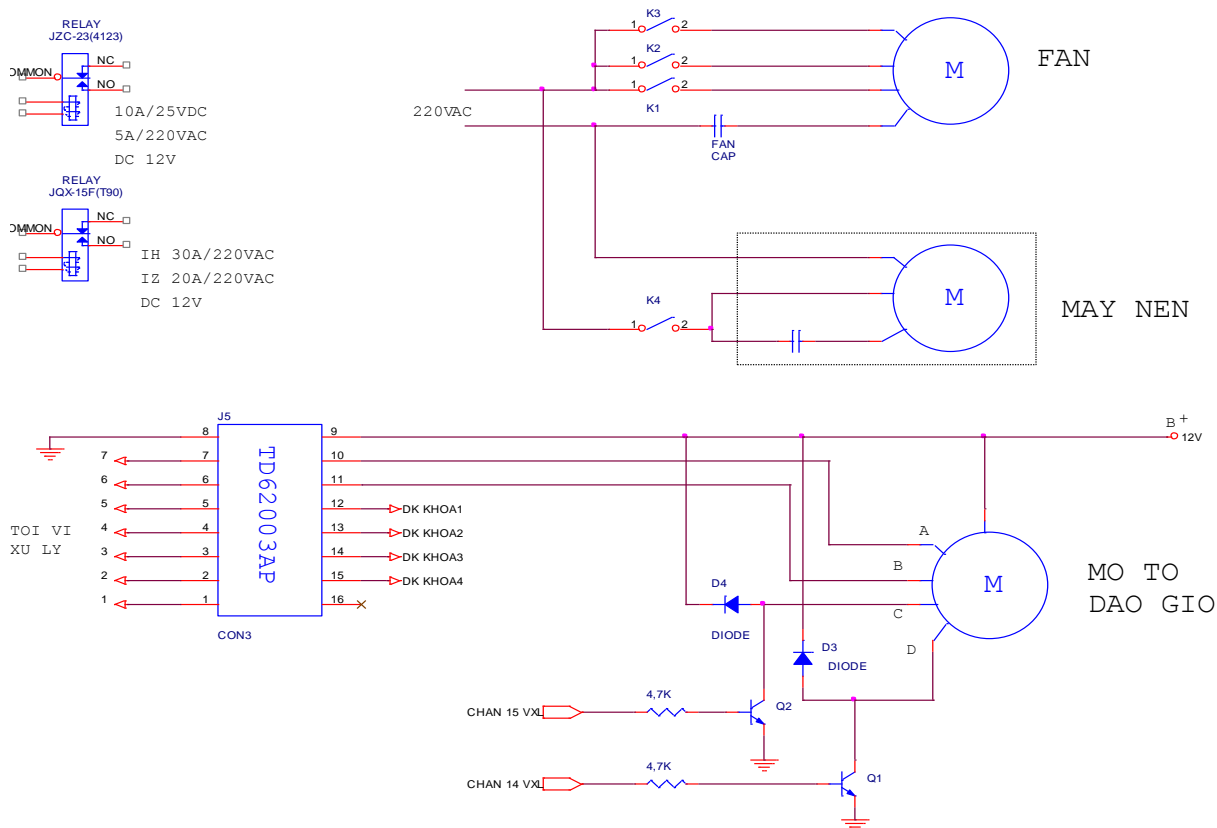 RELAY
JZC-23(4123)
OMMON
NC
NO
10A/25VDC
5A/220VAC
DC 12V
RELAY
JQX-15F(T90)
OMMON
NC
NO
IH 30A/220VAC
IZ 20A/220VAC
DC 12V
K3
1 2
K2
1 2
1 2
K1
220VAC
FAN
CAP
M
FAN
K4
1 2
M
MAY NEN
J5
8 9
7 7 10
6 6 11
5 5 12 DK KHOA1
4 4 13 DK KHOA2
3 3 14 DK KHOA3
2 2 15 DK KHOA4
1 1 16
TD62003AP
CON3
TOI VI
XU LY
B+
12V
A
B
C
D
M
MO TO
DAO GIO
D4
DIODE
D3
DIODE
CHAN 15 VXL
4,7K
Q2
CHAN 14 VXL
4,7K
Q1